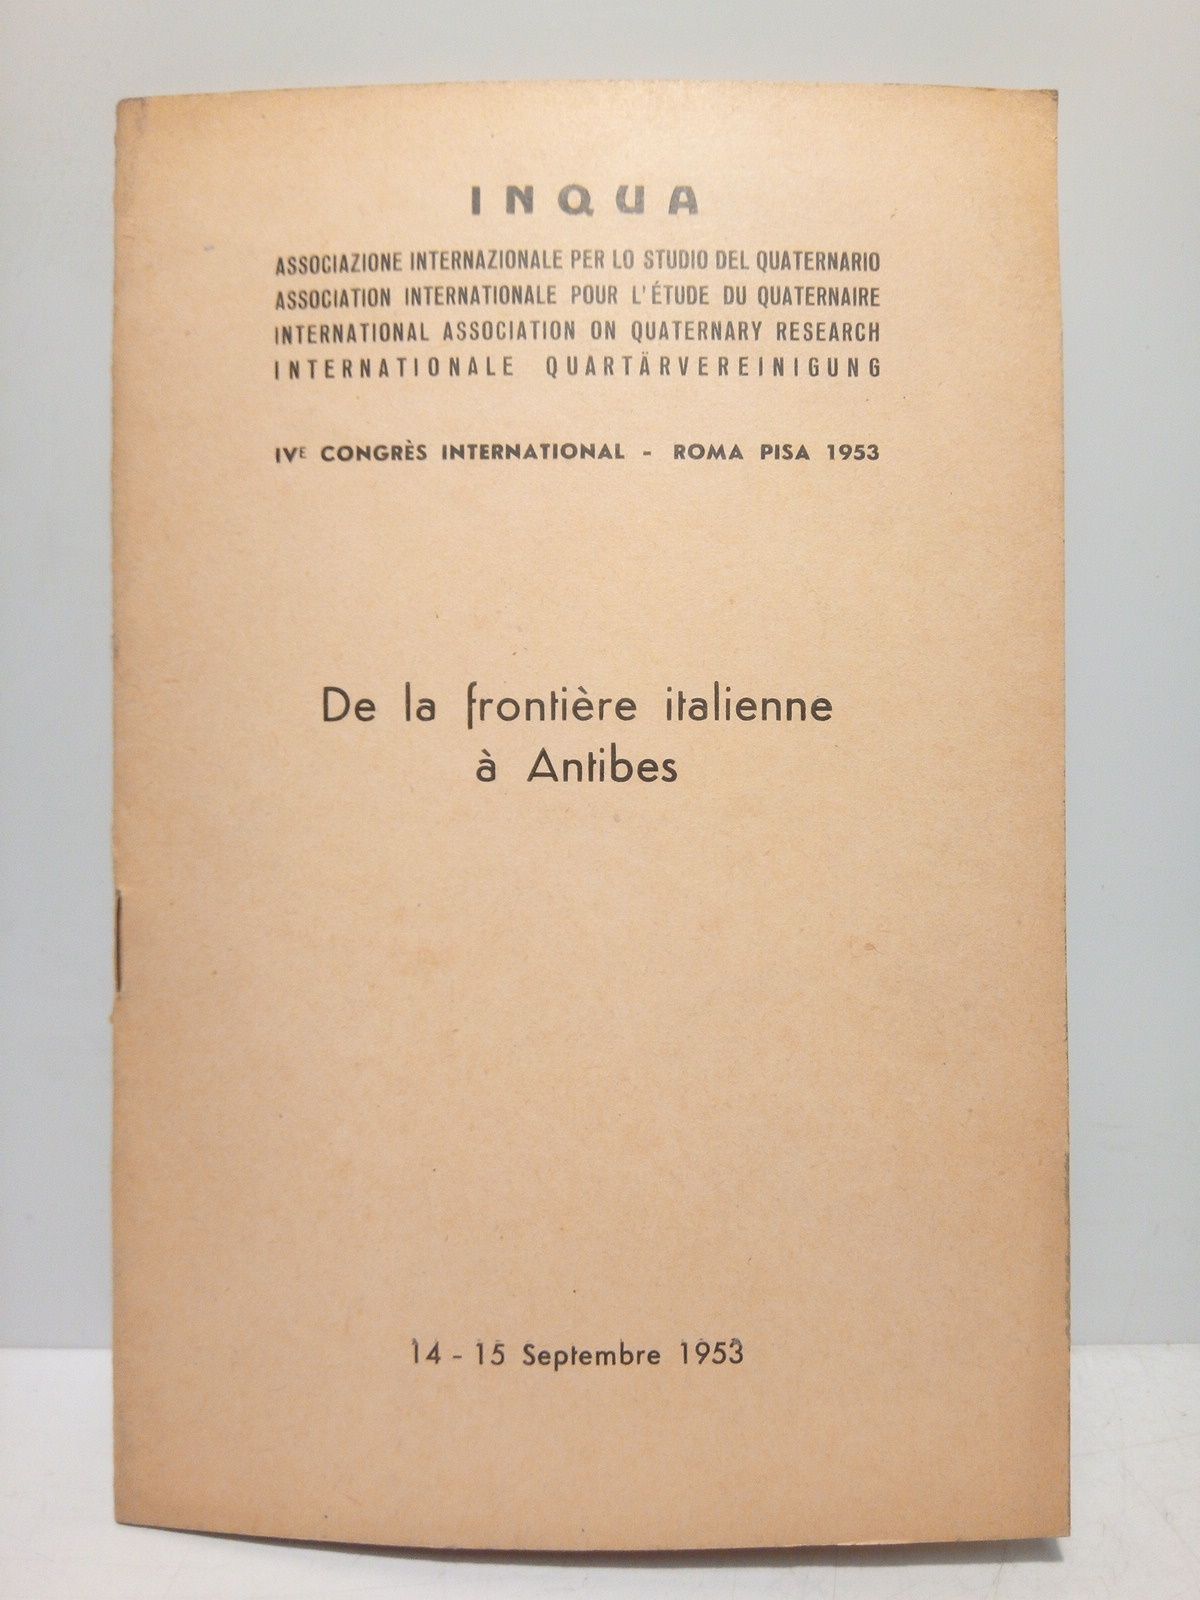 INQUA
ASSOCIAZIONE INTERNAZIONALE PER LO STUDIO DEL QUATERNARIO
ASSOCIATION INTERNATIONALE POUR L'ÉTUDE DU QUATERNAIRE
INTERNATIONAL ASSOCIATION ON QUATERNARY RESEARCH
INTERNATIONALE QUARTÄRVEREINIGUNG
IVE CONGRÈS INTERNATIONAL - ROMA PISA 1953
De la frontière italienne
à Antibes
14 - 15 Septembre 1953